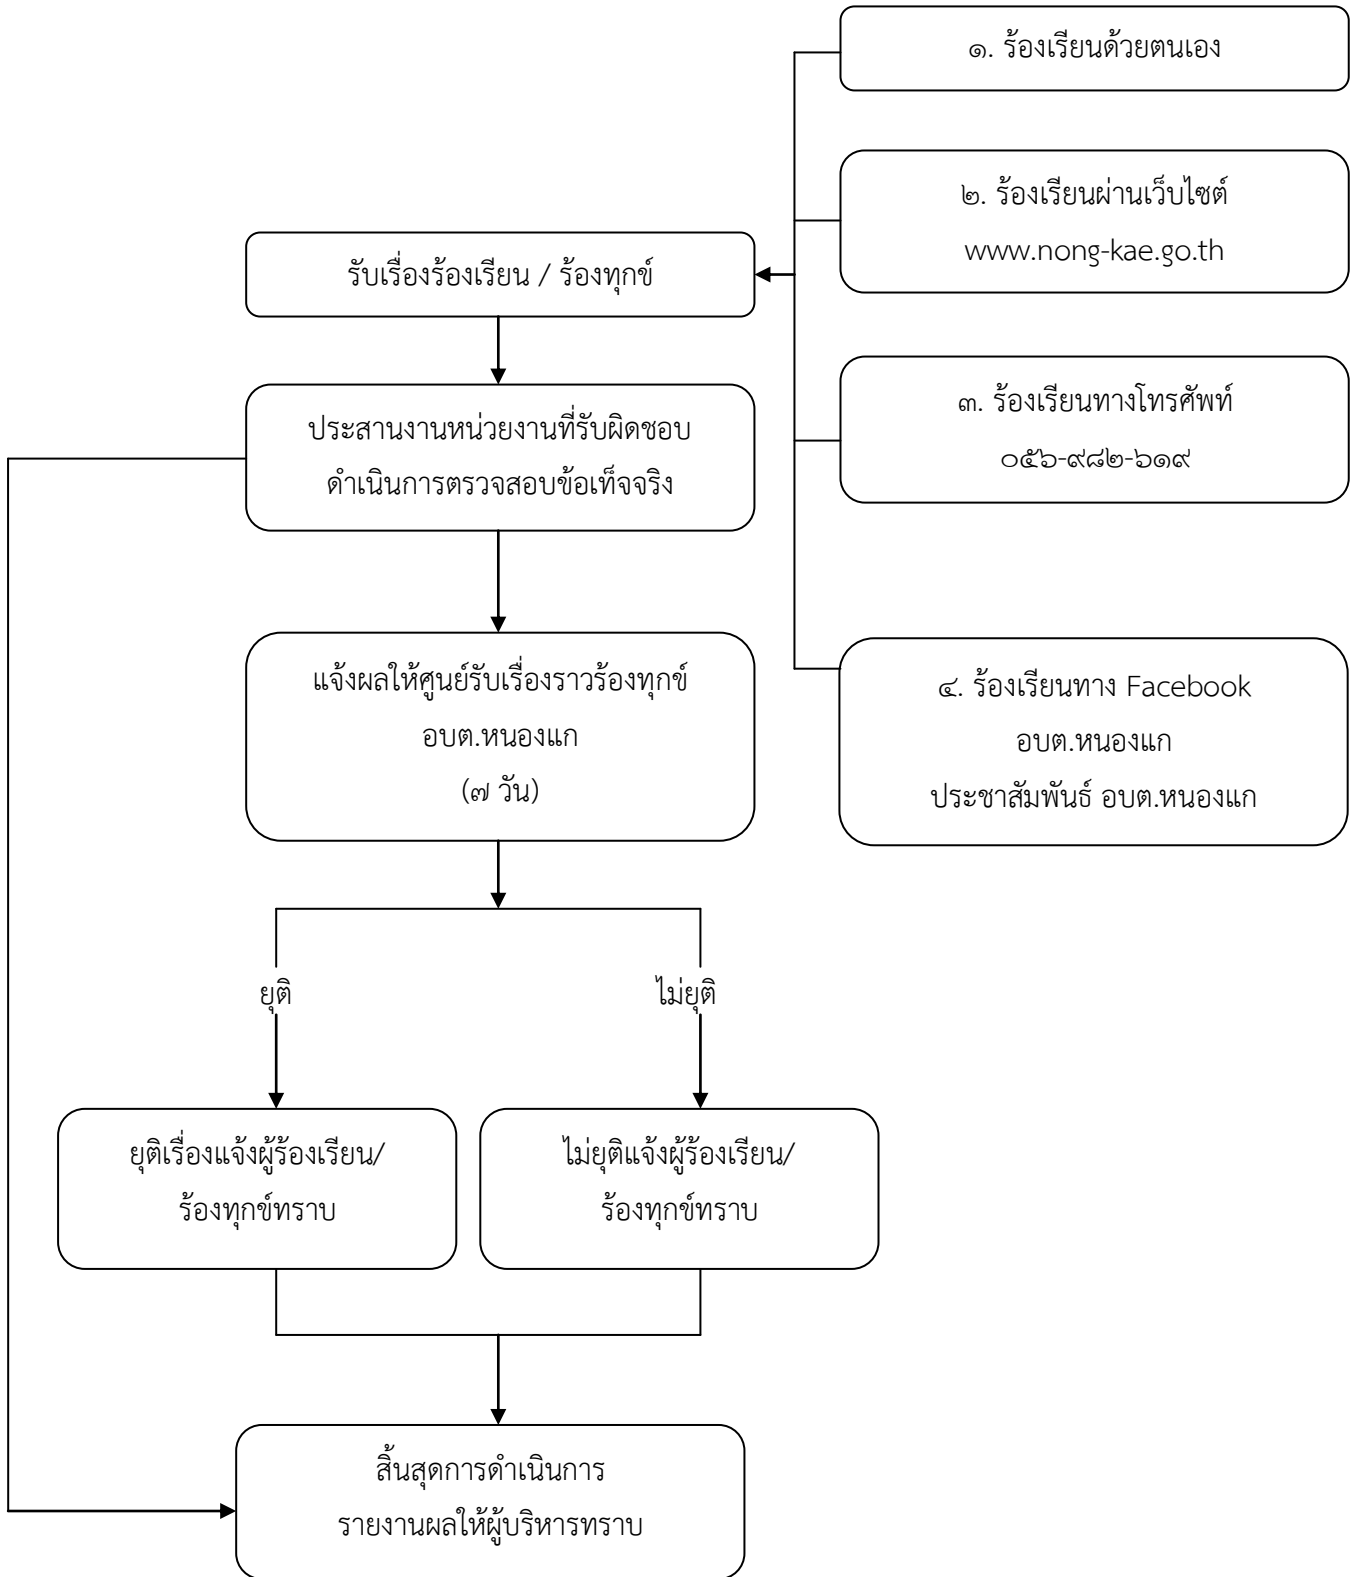 ๑. ร้องเรียนด้วยตนเอง
๒. ร้องเรียนผ่านเว็บไซต์
www.nong-kae.go.th
รับเรื่องร้องเรียน / ร้องทุกข์
๓. ร้องเรียนทางโทรศัพท์
๐๕๖-๙๘๒-๖๑๙
ประสานงานหน่วยงานที่รับผิดชอบ
ดำเนินการตรวจสอบข้อเท็จจริง
๔. ร้องเรียนทาง Facebook
อบต.หนองแก
ประชาสัมพันธ์ อบต.หนองแก
แจ้งผลให้ศูนย์รับเรื่องราวร้องทุกข์
อบต.หนองแก
(๗ วัน)
ยุติ
ไม่ยุติ
ยุติเรื่องแจ้งผู้ร้องเรียน/
ร้องทุกข์ทราบ
ไม่ยุติแจ้งผู้ร้องเรียน/
ร้องทุกข์ทราบ
สิ้นสุดการดำเนินการ
รายงานผลให้ผู้บริหารทราบ